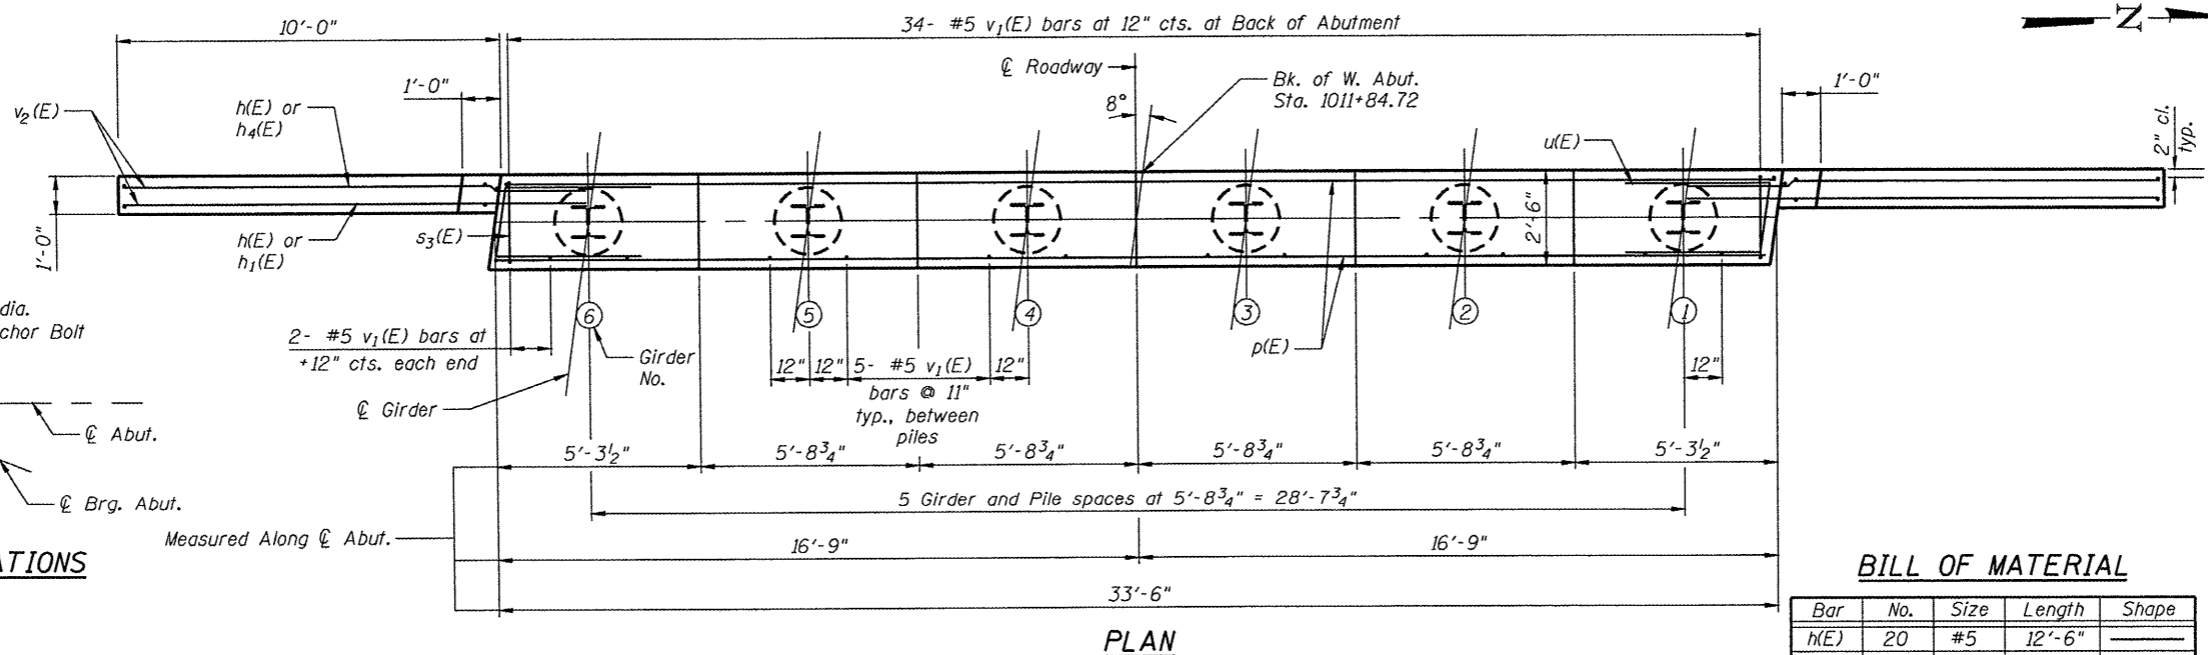 10'-0"
34- #5 v1(E) bars at 12" cts. at Back of Abutment
N
℄ Roadway
Bk. of W. Abut.
Sta. 1011+84.72
1'-0"
8°
1'-0"
v2(E)
h(E) or
h4(E)
u(E)
2" cl.
typ.
1'-0"
h(E) or
h1(E)
s3(E)
2'-6"
dia.
chor Bolt
6
5
4
3
2
1
2- #5 v1(E) bars at
+12" cts. each end
Girder
No.
12"
12"
5- #5 v1(E)
bars @ 11"
typ., between
piles
12"
p(E)
12"
℄ Girder
℄ Abut.
5'-3½"
5'-8¾"
5'-8¾"
5'-8¾"
5'-8¾"
5'-3½"
℄ Brg. Abut.
5 Girder and Pile spaces at 5'-8¾" = 28'-7¾"
Measured Along ℄ Abut.
16'-9"
16'-9"
ATIONS
33'-6"
PLAN
BILL OF MATERIAL
Bar No. Size Length Shape
h(E) 20 #5 12'-6"